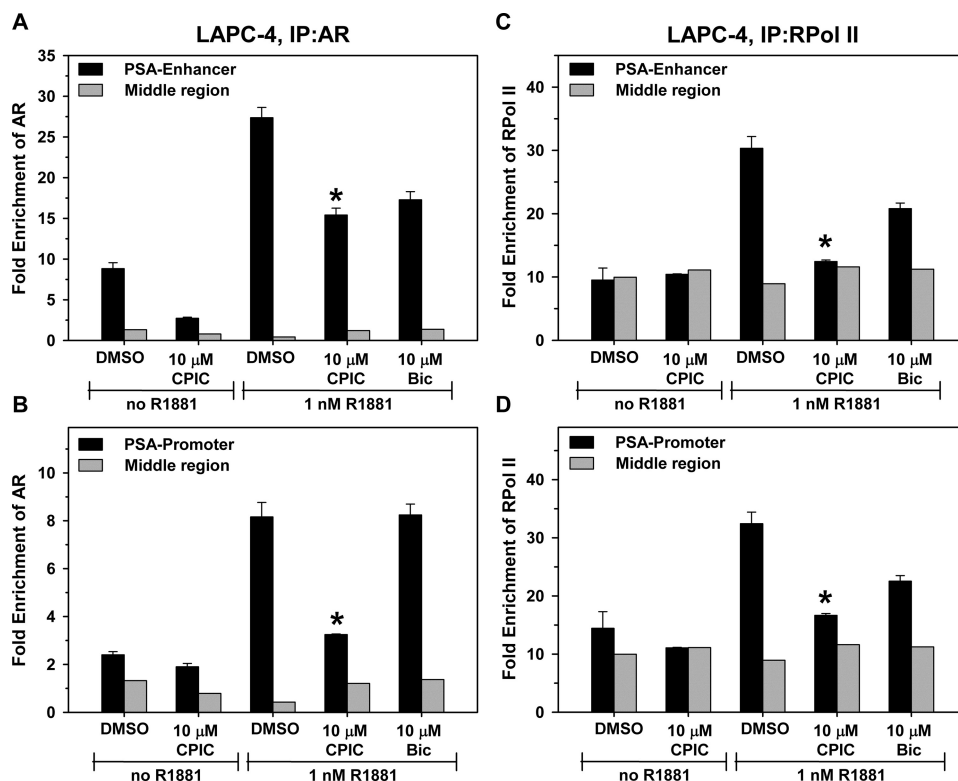 A
LAPC-4, IP:AR
Fold Enrichment of AR
35
30
25
20
15
10
5
0
PSA-Enhancer
Middle region
*
DMSO
10 μM
CPIC
DMSO
10 μM
CPIC
10 μM
Bic
no R1881
1 nM R1881
B
Fold Enrichment of AR
8
6
4
2
0
PSA-Promoter
Middle region
*
DMSO
10 μM
CPIC
DMSO
10 μM
CPIC
10 μM
Bic
no R1881
1 nM R1881
C
LAPC-4, IP:RPol II
Fold Enrichment of RPol II
40
30
20
10
0
PSA-Enhancer
Middle region
*
DMSO
10 μM
CPIC
DMSO
10 μM
CPIC
10 μM
Bic
no R1881
1 nM R1881
D
Fold Enrichment of RPol II
40
30
20
10
0
PSA-Promoter
Middle region
*
DMSO
10 μM
CPIC
DMSO
10 μM
CPIC
10 μM
Bic
no R1881
1 nM R1881